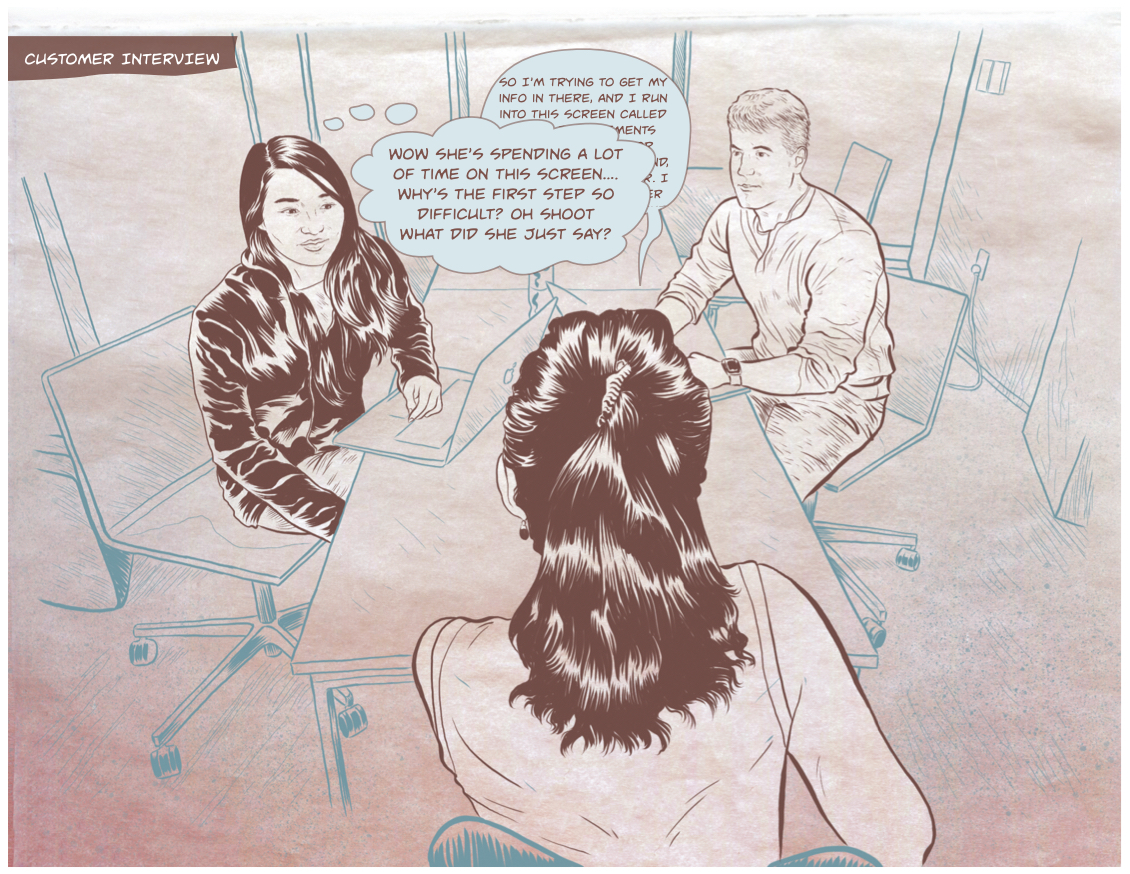 CUSTOMER INTERVIEW
SO I'M TRYING TO GET MY
INFO IN THERE, AND I RUN
INTO THIS SCREEN CALLED
WOW SHE'S SPENDING A LOT
OF TIME ON THIS SCREEN....
WHY'S THE FIRST STEP SO
DIFFICULT? OH SHOOT
WHAT DID SHE JUST SAY?